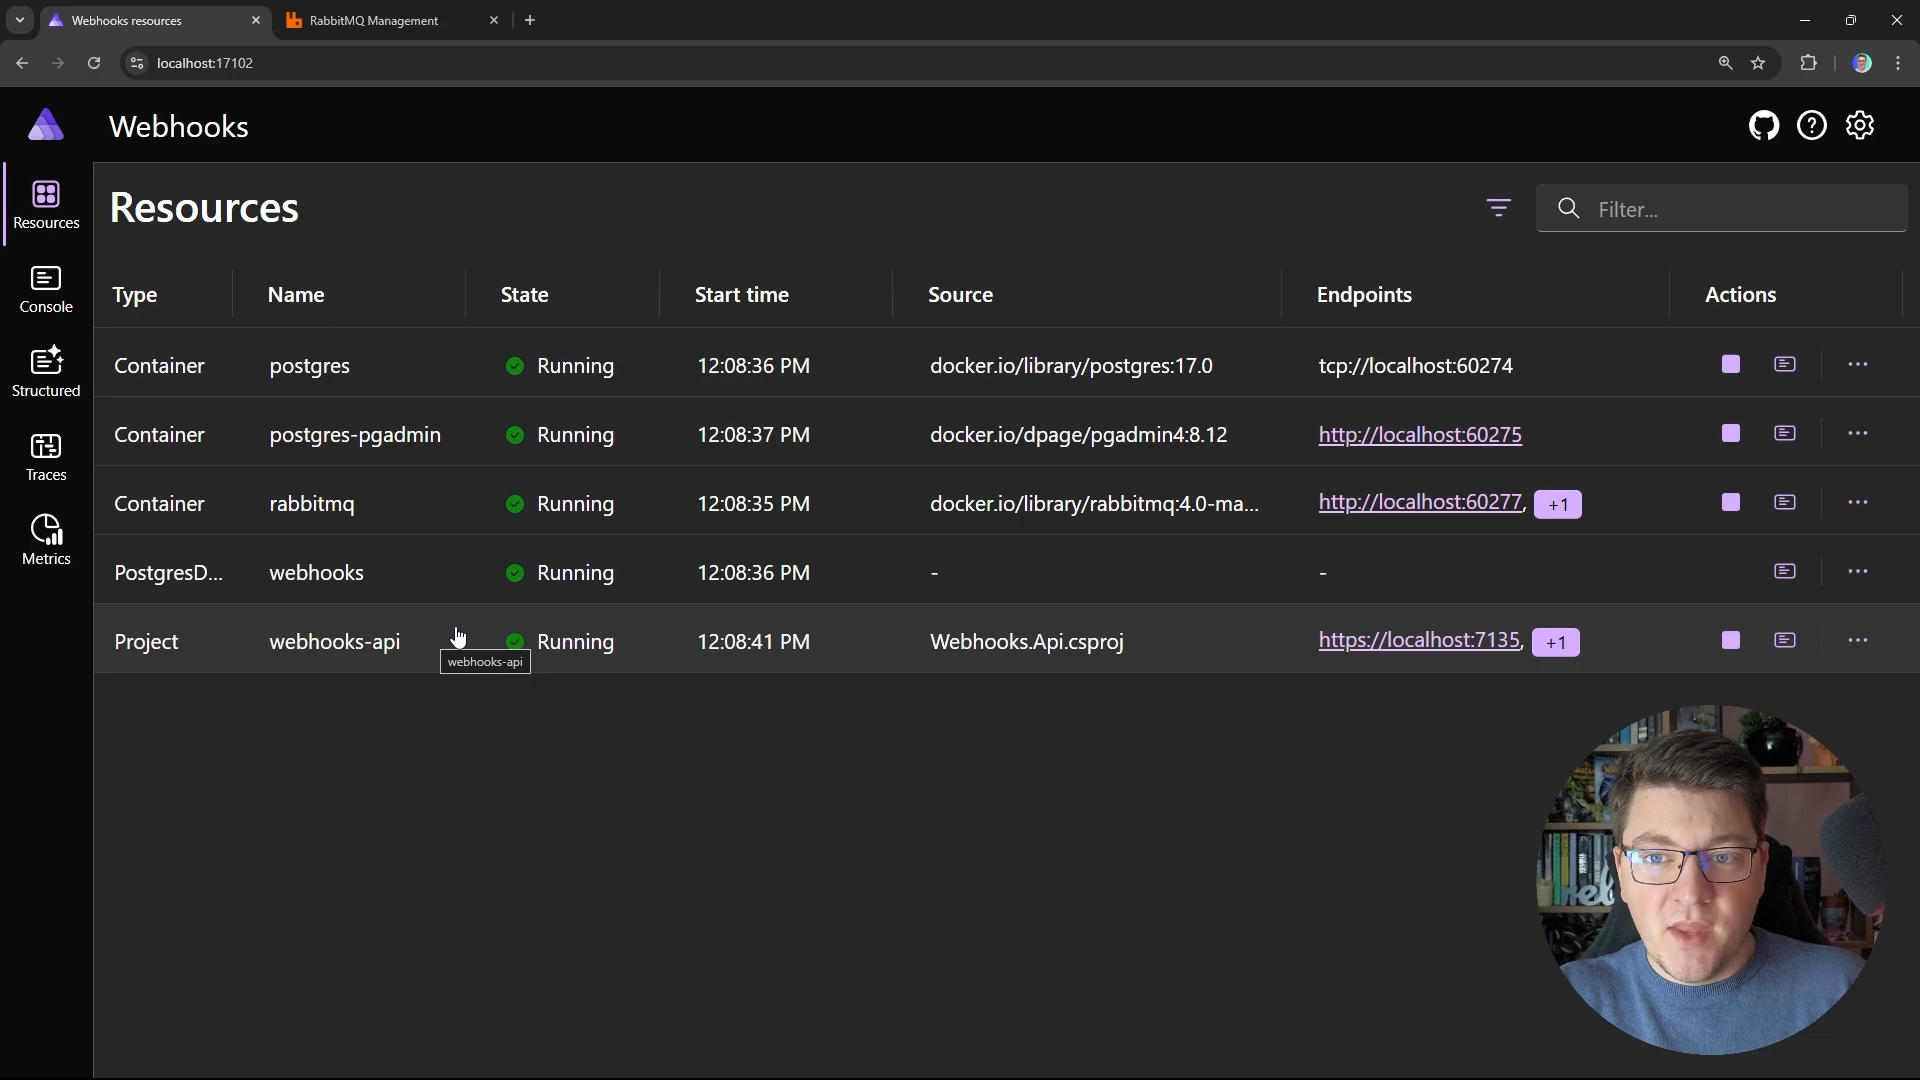 Webhooks resources
RabbitMQ Management
localhost:17102
Webhooks
Resources
Console
Structured
Traces
Metrics
Resources
Filter...
Type Name State Start time Source Endpoints Actions
Container postgres Running 12:08:36 PM docker.io/library/postgres:17.0 tcp://localhost:60274
Container postgres-pgadmin Running 12:08:37 PM docker.io/dpage/pgadmin4:8.12 http://localhost:60275
Container rabbitmq Running 12:08:35 PM docker.io/library/rabbitmq:4.0-ma... http://localhost:60277, +1
PostgresD... webhooks Running 12:08:36 PM - -
Project webhooks-api Running 12:08:41 PM Webhooks.Api.csproj https://localhost:7135, +1
webhooks-api